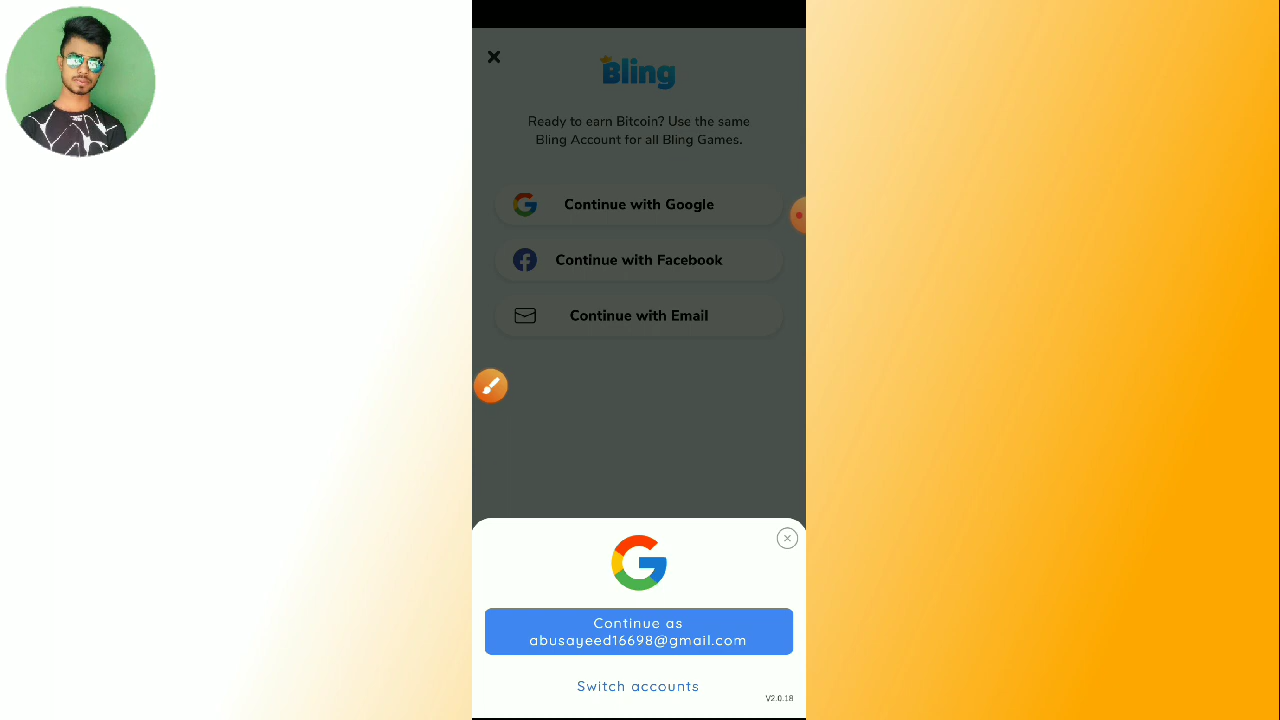 Bling
Ready to earn Bitcoin? Use the same
Bling Account for all Bling Games.
Continue with Google
Continue with Facebook
Continue with Email
Continue as
abusayeed16698@gmail.com
Switch accounts
V2.0.18